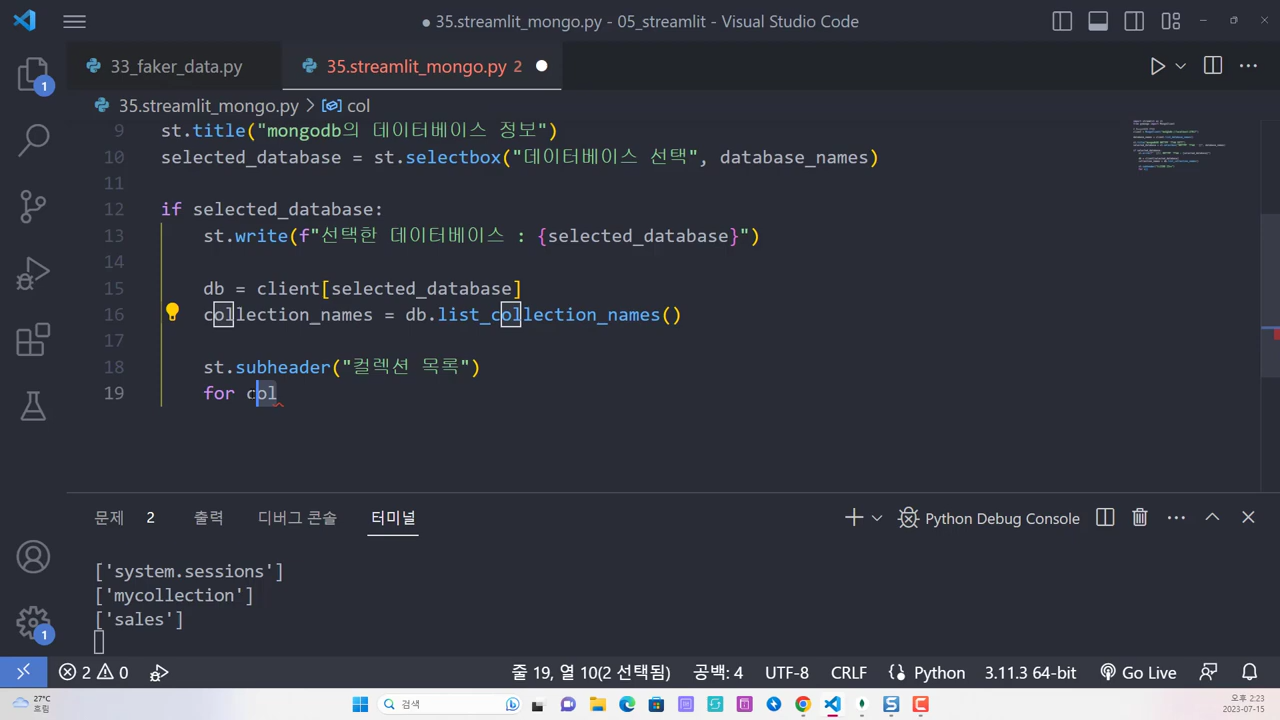 35.streamlit_mongo.py - 05_streamlit - Visual Studio Code
33_faker_data.py
35.streamlit_mongo.py 2
35.streamlit_mongo.py > col
9 st.title("mongodb의 데이터베이스 정보")
10 selected_database = st.selectbox("데이터베이스 선택", database_names)
11
12 if selected_database:
13 st.write(f"선택한 데이터베이스 : {selected_database}")
14
15 db = client[selected_database]
16 collection_names = db.list_collection_names()
17
18 st.subheader("컬렉션 목록")
19 for col
문제 2 출력 디버그 콘솔 터미널 Python Debug Console
['system.sessions']
['mycollection']
['sales']
1
1
2 0 줄 19, 열 10(2 선택됨) 공백: 4 UTF-8 CRLF Python 3.11.3 64-bit Go Live
27°C
흐림
검색
오후 2:23
2023-07-15